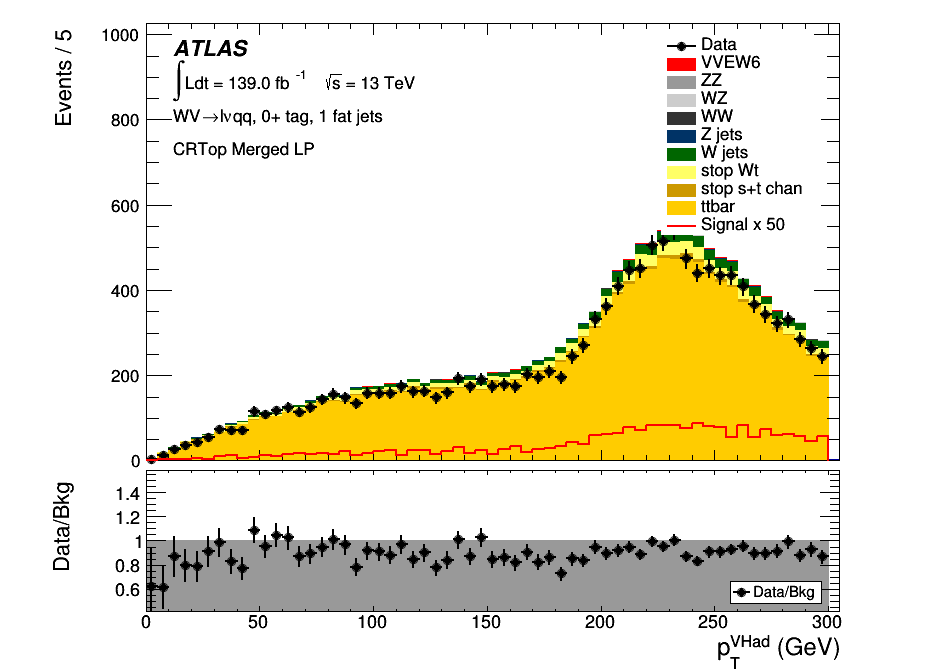 1000
800
600
400
200
0
Events / 5
ATLAS
∫Ldt = 139.0 fb⁻¹ √s = 13 TeV
WV→lνqq, 0+ tag, 1 fat jets
CRTop Merged LP
Data
VVEW6
ZZ
WZ
WW
Z jets
W jets
stop Wt
stop s+t chan
ttbar
Signal x 50
Data/Bkg
1.4
1.2
1
0.8
0.6
Data/Bkg
0 50 100 150 200 250 300
p_T^VHad (GeV)